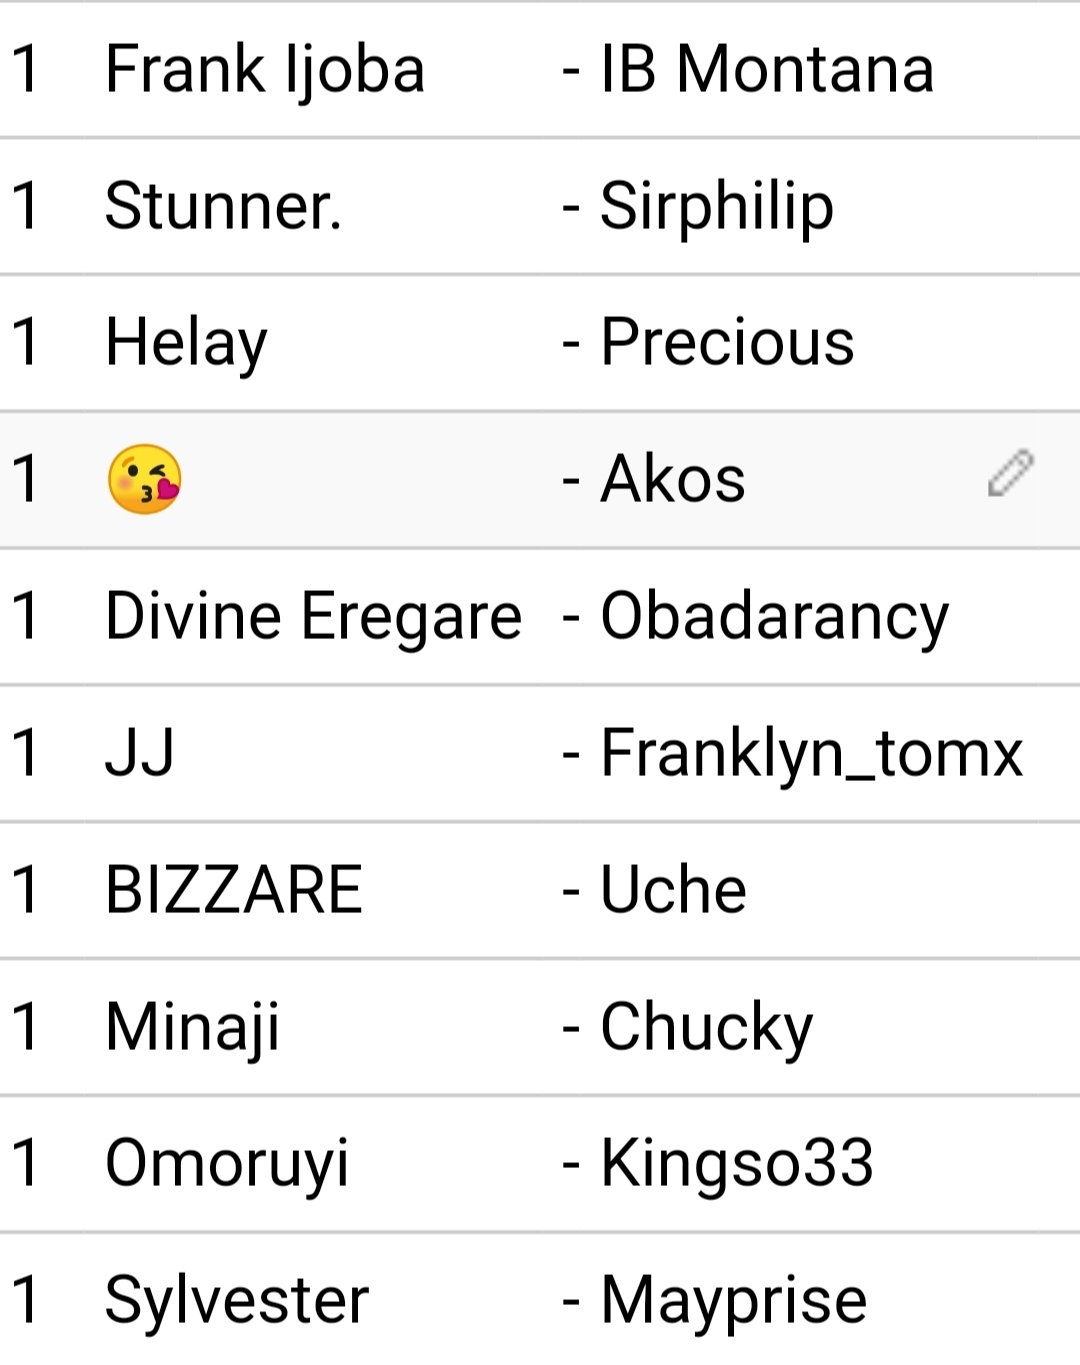 1 Frank Ijoba - IB Montana
1 Stunner. - Sirphilip
1 Helay - Precious
1 😘 - Akos
1 Divine Eregare - Obadarancy
1 JJ - Franklyn_tomx
1 BIZZARE - Uche
1 Minaji - Chucky
1 Omoruyi - Kingso33
1 Sylvester - Mayprise